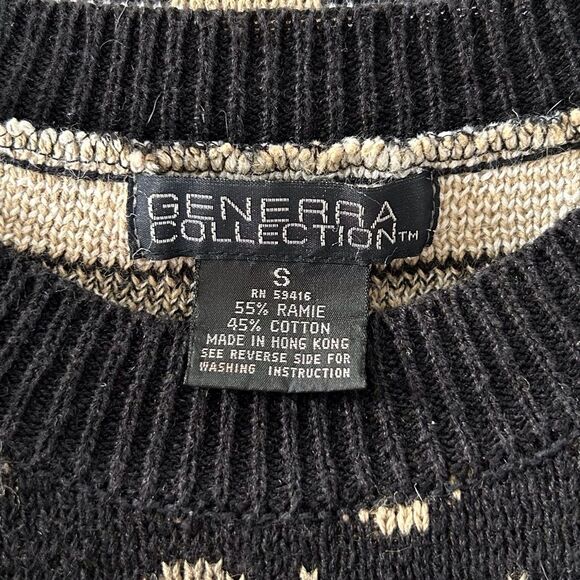 GENERRA
COLLECTION™
S
RN 59416
55% RAMIE
45% COTTON
MADE IN HONG KONG
SEE REVERSE SIDE FOR
WASHING INSTRUCTION